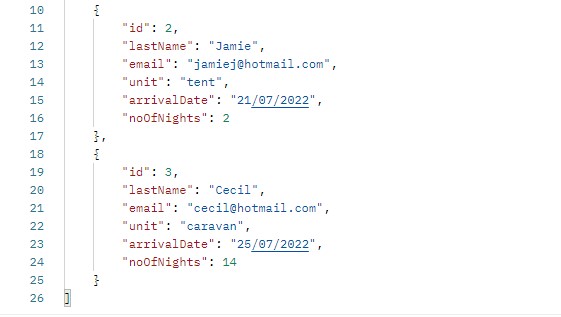 10 {
11 "id": 2,
12 "lastName": "Jamie",
13 "email": "jamiej@hotmail.com",
14 "unit": "tent",
15 "arrivalDate": "21/07/2022",
16 "noOfNights": 2
17 },
18 {
19 "id": 3,
20 "lastName": "Cecil",
21 "email": "cecil@hotmail.com",
22 "unit": "caravan",
23 "arrivalDate": "25/07/2022",
24 "noOfNights": 14
25 }
26 ]